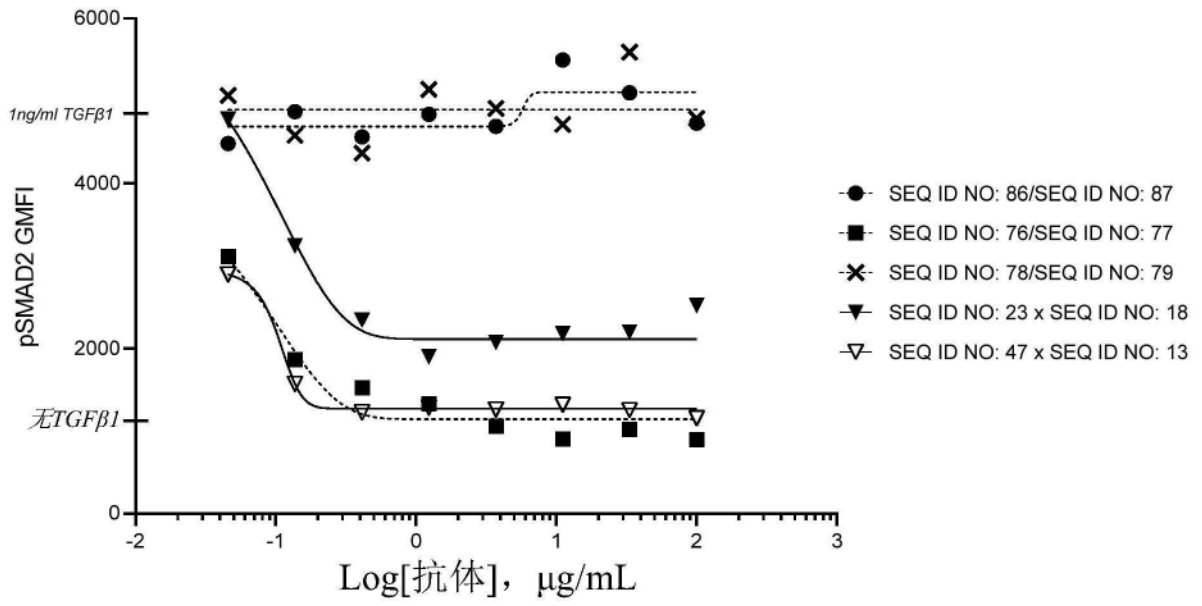 6000
1ng/ml TGFβ1
4000
pSMAD2 GMFI
2000
无TGFβ1
0
-2
-1
0
1
2
3
Log[抗体], μg/mL
SEQ ID NO: 86/SEQ ID NO: 87
SEQ ID NO: 76/SEQ ID NO: 77
SEQ ID NO: 78/SEQ ID NO: 79
SEQ ID NO: 23 x SEQ ID NO: 18
SEQ ID NO: 47 x SEQ ID NO: 13